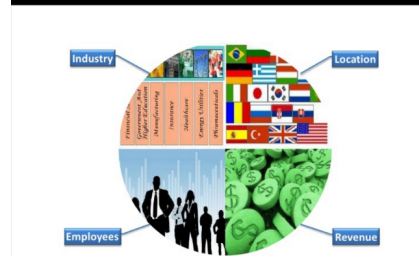 Industry
Location
Financial
Government And
Higher Education
Manufacturing
Insurance
Healthcare
Energy Utilities
Pharmaceuticals
Employees
Revenue